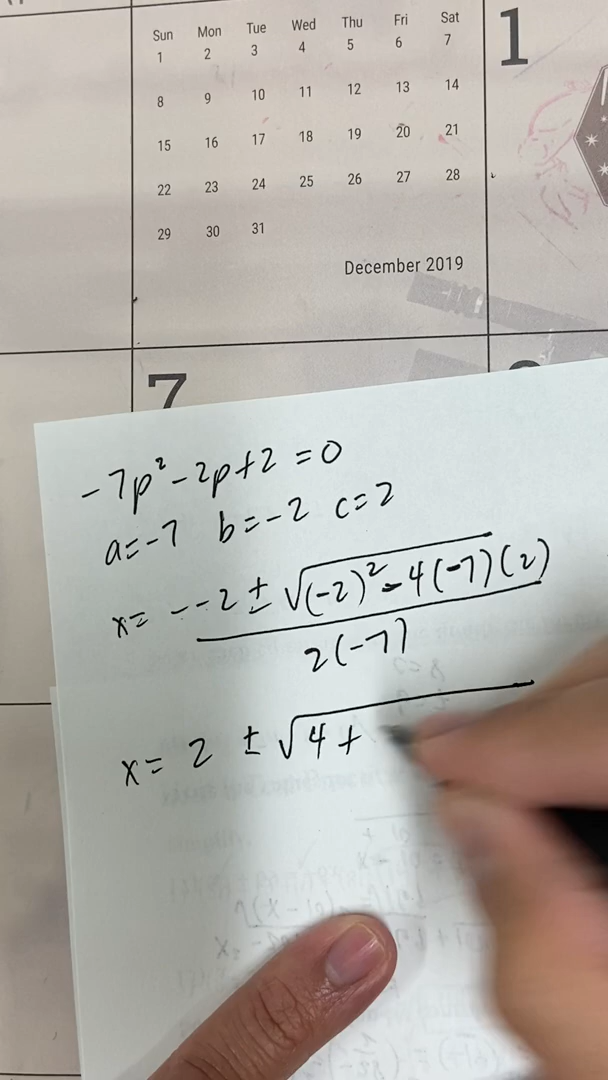 Sun Mon Tue Wed Thu Fri Sat
1 2 3 4 5 6 7
8 9 10 11 12 13 14
15 16 17 18 19 20 21
22 23 24 25 26 27 28
29 30 31
December 2019
1
7
-7p²-2p+2=0
a=-7 b=-2 c=2
x= --2±√(-2)²-4(-7)(2)
2(-7)
x= 2 ±√4+